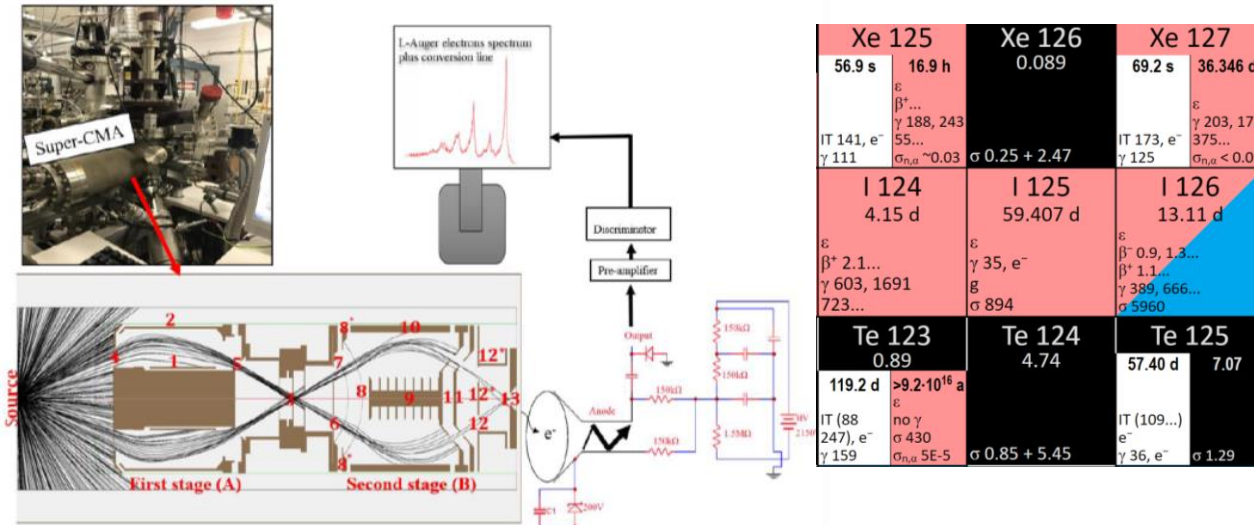 Super-CMA
L-Auger electrons spectrum
plus conversion line
Discriminator
Pre-amplifier
Output
150kΩ
150kΩ
150kΩ
150kΩ
1.5MΩ
HV
2150V
Anode
e⁻
C1
200V
Source
2
1
4
5
3
8*
7
10
8
6
9
11
12*
12*
12
13
8*
First stage (A)
Second stage (B)
Xe 125
56.9 s
16.9 h
ε
β⁺...
γ 188, 243
55...
σn,α ~0.03
IT 141, e⁻
γ 111
Xe 126
0.089
σ 0.25 + 2.47
Xe 127
69.2 s
36.346 d
ε
γ 203, 17
375...
σn,α < 0.0
IT 173, e⁻
γ 125
I 124
4.15 d
ε
β⁺ 2.1...
γ 603, 1691
723...
I 125
59.407 d
ε
γ 35, e⁻
g
σ 894
I 126
13.11 d
ε
β⁻ 0.9, 1.3...
β⁺ 1.1...
γ 389, 666...
σ 5960
Te 123
0.89
119.2 d
IT (88
247), e⁻
γ 159
>9.2·10¹⁶ a
ε
no γ
σ 430
σn,α 5E-5
Te 124
4.74
σ 0.85 + 5.45
Te 125
57.40 d
7.07
IT (109...)
e⁻
γ 36, e⁻
σ 1.29